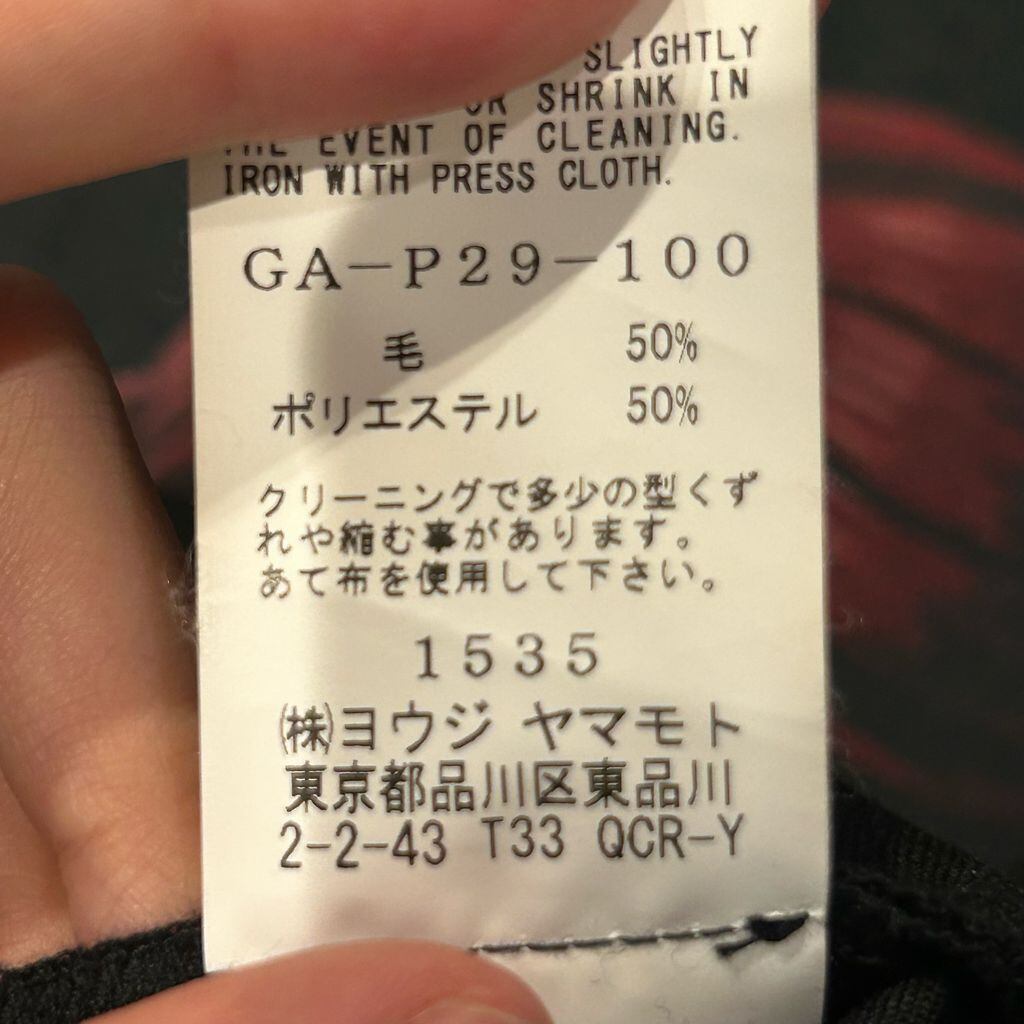 SLIGHTLY
OR SHRINK IN
THE EVENT OF CLEANING.
IRON WITH PRESS CLOTH.
GA-P29-100
毛 50%
ポリエステル 50%
クリーニングで多少の型くず
れや縮む事があります。
あて布を使用して下さい。
1535
㈱ヨウジ ヤマモト
東京都品川区東品川
2-2-43 T33 QCR-Y